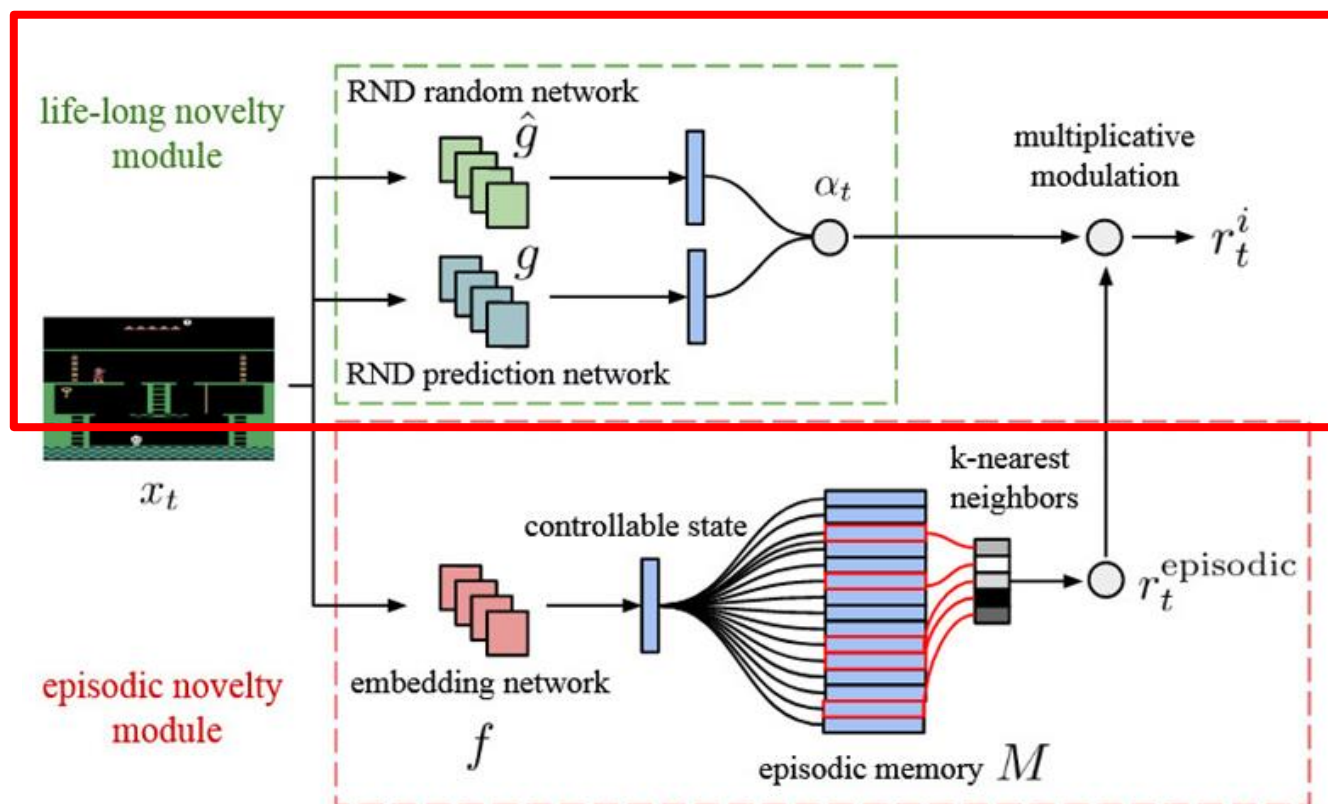 life-long novelty
module
RND random network
ĝ
g
RND prediction network
α_t
multiplicative
modulation
r_t^i
x_t
episodic novelty
module
controllable state
embedding network
f
k-nearest
neighbors
episodic memory M
r_t^episodic